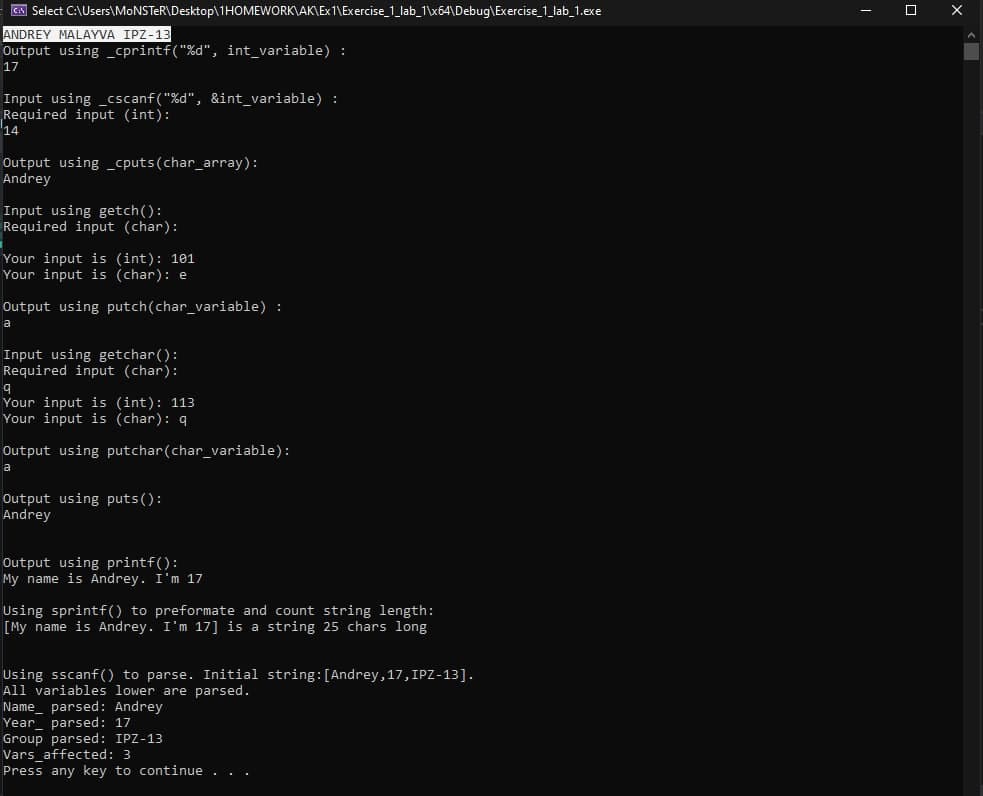 Select C:\Users\MoNSTeR\Desktop\1HOMEWORK\AK\Ex1\Exercise_1_lab_1\x64\Debug\Exercise_1_lab_1.exe
ANDREY MALAYVA IPZ-13
Output using _cprintf("%d", int_variable) :
17
Input using _cscanf("%d", &int_variable) :
Required input (int):
14
Output using _cputs(char_array):
Andrey
Input using getch():
Required input (char):
Your input is (int): 101
Your input is (char): e
Output using putch(char_variable) :
a
Input using getchar():
Required input (char):
q
Your input is (int): 113
Your input is (char): q
Output using putchar(char_variable):
a
Output using puts():
Andrey
Output using printf():
My name is Andrey. I'm 17
Using sprintf() to preformate and count string length:
[My name is Andrey. I'm 17] is a string 25 chars long
Using sscanf() to parse. Initial string:[Andrey,17,IPZ-13].
All variables lower are parsed.
Name_ parsed: Andrey
Year_ parsed: 17
Group parsed: IPZ-13
Vars_affected: 3
Press any key to continue . . .